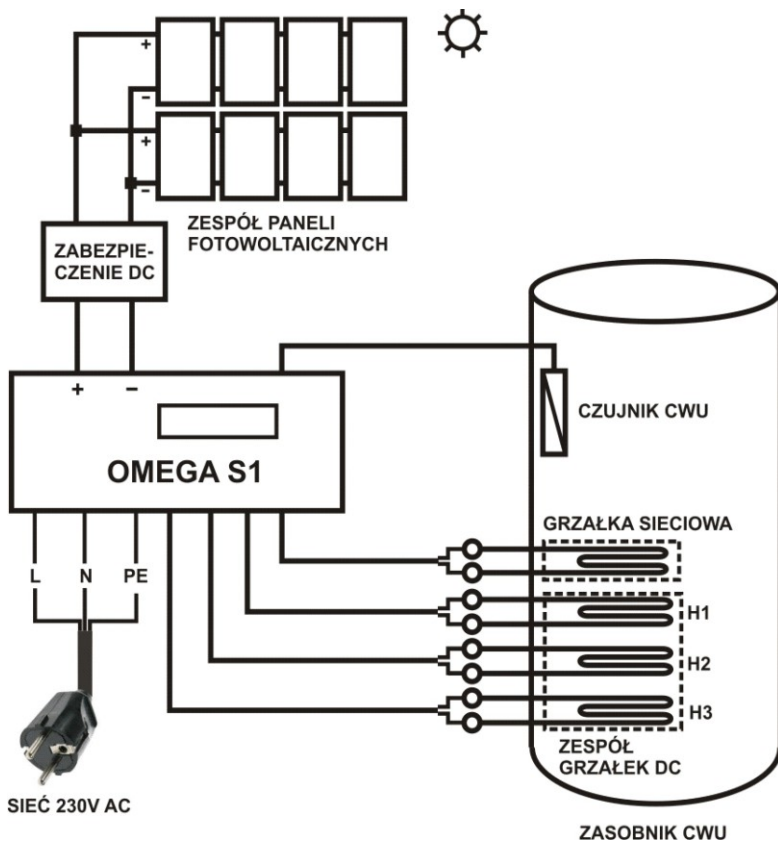 +
−
+
−
ZESPÓŁ PANELI
FOTOWOLTAICZNYCH
ZABEZPIE-
CZENIE DC
+ −
OMEGA S1
CZUJNIK CWU
GRZAŁKA SIECIOWA
L N PE
H1
H2
H3
ZESPÓŁ
GRZAŁEK DC
SIEĆ 230V AC
ZASOBNIK CWU